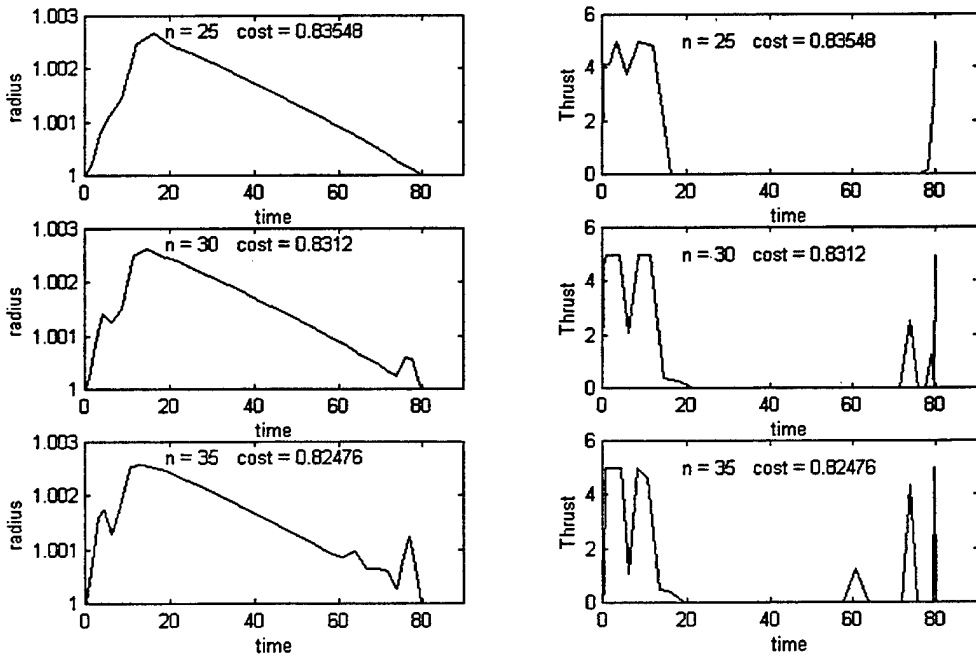 1.003
n = 25 cost = 0.83548
1.002
radius
1.001
1
0 20 40 60 80
time
6
n = 25 cost = 0.83548
4
Thrust
2
0
0 20 40 60 80
time
1.003
n = 30 cost = 0.8312
1.002
radius
1.001
1
0 20 40 60 80
time
6
n = 30 cost = 0.8312
4
Thrust
2
0
0 20 40 60 80
time
1.003
n = 35 cost = 0.82476
1.002
radius
1.001
1
0 20 40 60 80
time
6
n = 35 cost = 0.82476
4
Thrust
2
0
0 20 40 60 80
time